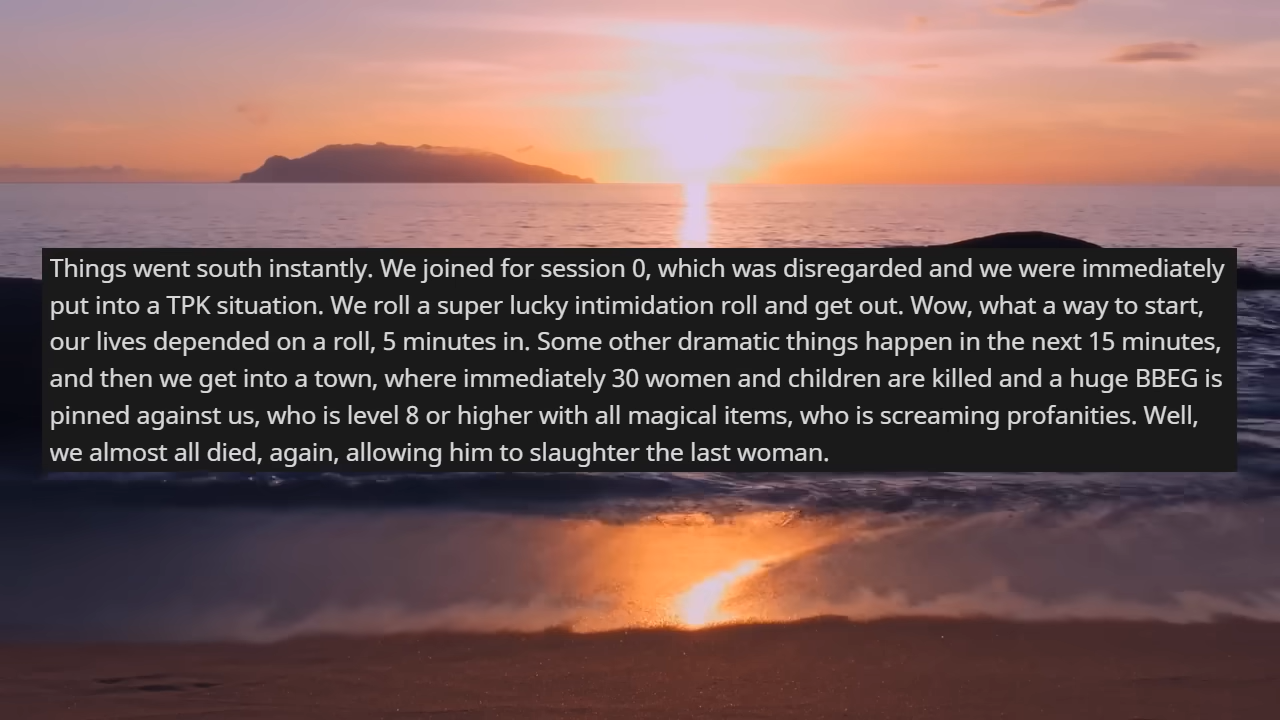 Things went south instantly. We joined for session 0, which was disregarded and we were immediately
put into a TPK situation. We roll a super lucky intimidation roll and get out. Wow, what a way to start,
our lives depended on a roll, 5 minutes in. Some other dramatic things happen in the next 15 minutes,
and then we get into a town, where immediately 30 women and children are killed and a huge BBEG is
pinned against us, who is level 8 or higher with all magical items, who is screaming profanities. Well,
we almost all died, again, allowing him to slaughter the last woman.